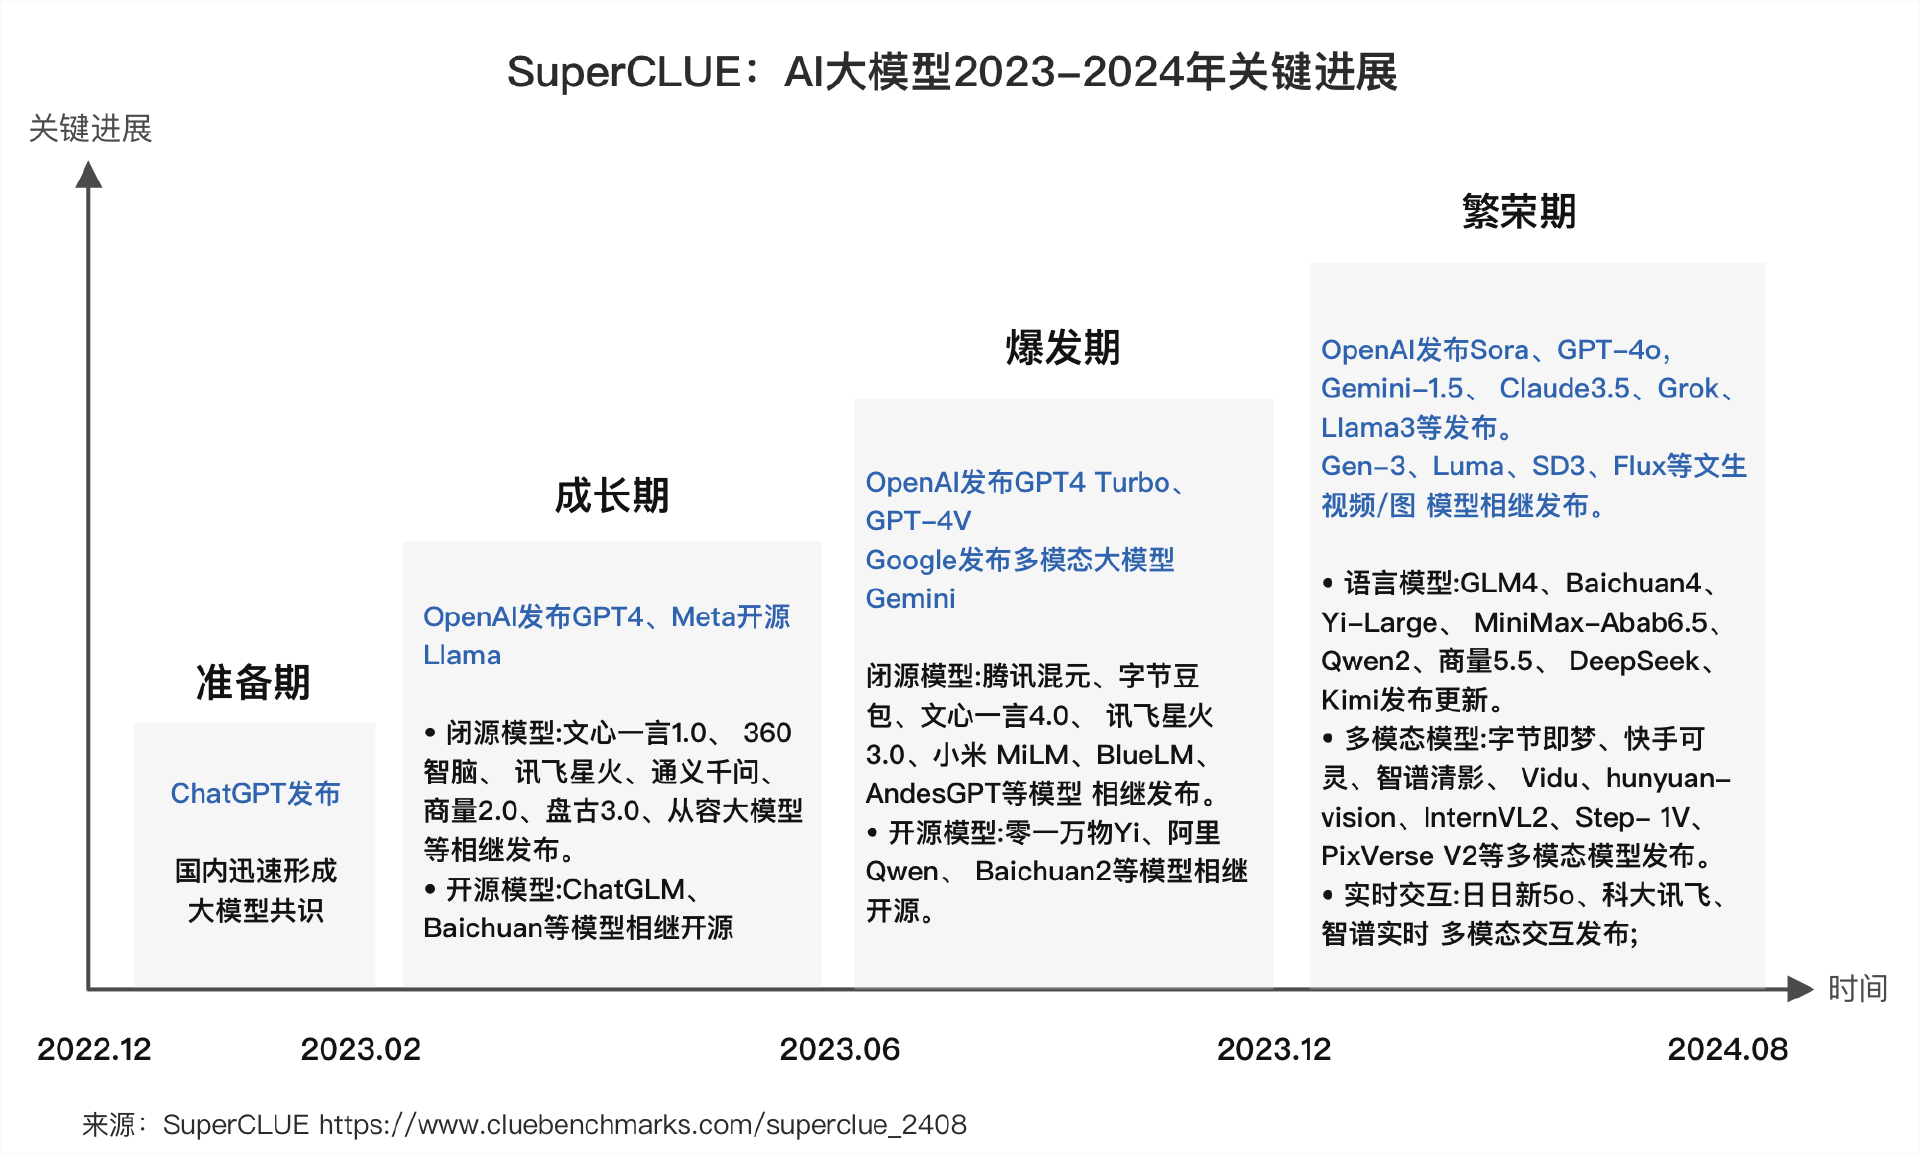 SuperCLUE：AI大模型2023-2024年关键进展
关键进展
准备期
ChatGPT发布
国内迅速形成
大模型共识
成长期
OpenAI发布GPT4、Meta开源
Llama
• 闭源模型:文心一言1.0、 360
智脑、 讯飞星火、通义千问、
商量2.0、盘古3.0、从容大模型
等相继发布。
• 开源模型:ChatGLM、
Baichuan等模型相继开源
爆发期
OpenAI发布GPT4 Turbo、
GPT-4V
Google发布多模态大模型
Gemini
闭源模型:腾讯混元、字节豆
包、文心一言4.0、 讯飞星火
3.0、小米 MiLM、BlueLM、
AndesGPT等模型 相继发布。
• 开源模型:零一万物Yi、阿里
Qwen、 Baichuan2等模型相继
开源。
繁荣期
OpenAI发布Sora、GPT-4o,
Gemini-1.5、 Claude3.5、Grok、
Llama3等发布。
Gen-3、Luma、SD3、Flux等文生
视频/图 模型相继发布。
• 语言模型:GLM4、Baichuan4、
Yi-Large、 MiniMax-Abab6.5、
Qwen2、商量5.5、 DeepSeek、
Kimi发布更新。
• 多模态模型:字节即梦、快手可
灵、智谱清影、 Vidu、hunyuan-
vision、InternVL2、Step- 1V、
PixVerse V2等多模态模型发布。
• 实时交互:日日新5o、科大讯飞、
智谱实时 多模态交互发布;
时间
2022.12
2023.02
2023.06
2023.12
2024.08
来源：SuperCLUE https://www.cluebenchmarks.com/superclue_2408